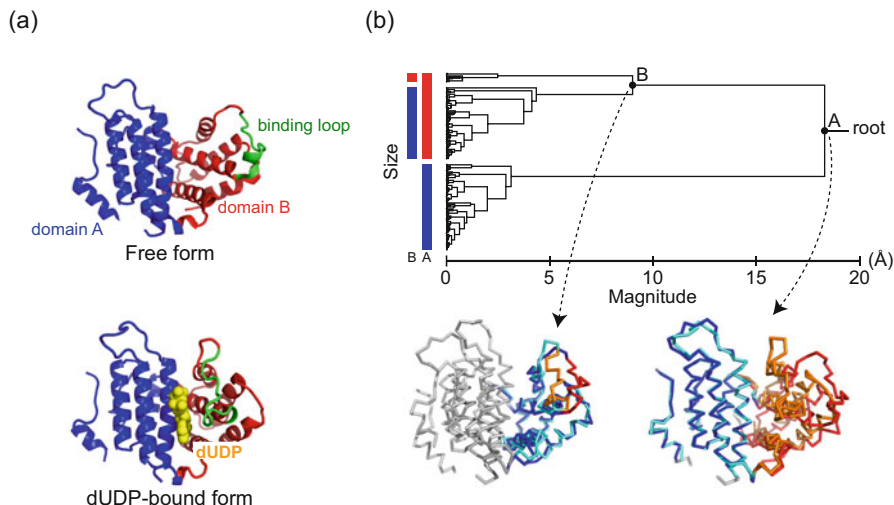 (a)
binding loop
domain A
domain B
Free form
dUDP
dUDP-bound form
(b)
B
A
root
Size
B A
0 5 10 15 20 (Å)
Magnitude